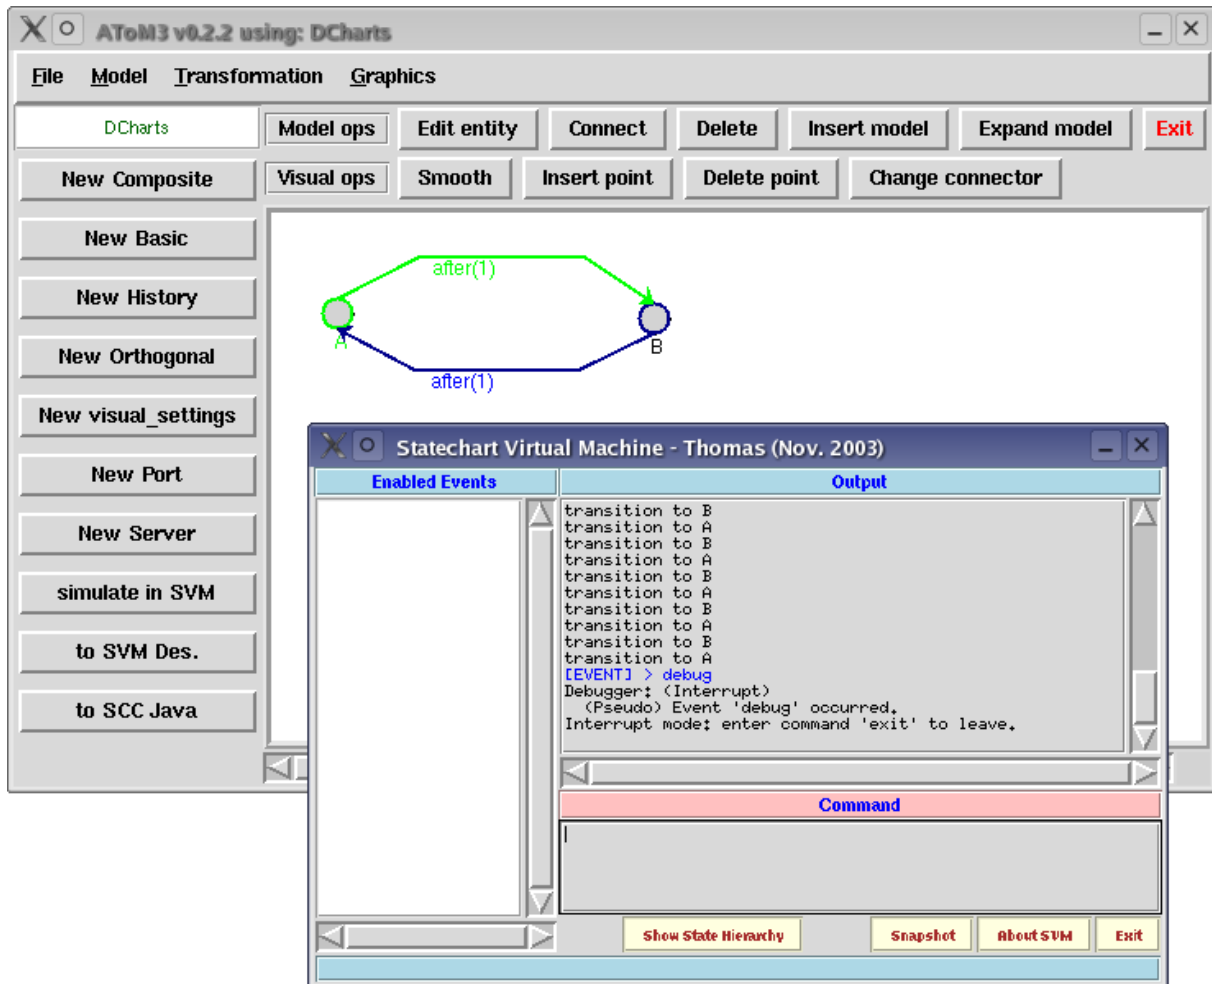 AToM3 v0.2.2 using: DCharts
File Model Transformation Graphics
DCharts Model ops Edit entity Connect Delete Insert model Expand model Exit
New Composite Visual ops Smooth Insert point Delete point Change connector
New Basic
New History
New Orthogonal
New visual_settings
New Port
New Server
simulate in SVM
to SVM Des.
to SCC Java
after(1)
A
B
after(1)
Statechart Virtual Machine - Thomas (Nov. 2003)
Enabled Events
Output
transition to B
transition to A
transition to B
transition to A
transition to B
transition to A
transition to B
transition to A
transition to B
transition to A
[EVENT] > debug
Debugger: (Interrupt)
(Pseudo) Event 'debug' occurred.
Interrupt mode: enter command 'exit' to leave.
Command
Show State Hierarchy Snapshot About SVM Exit